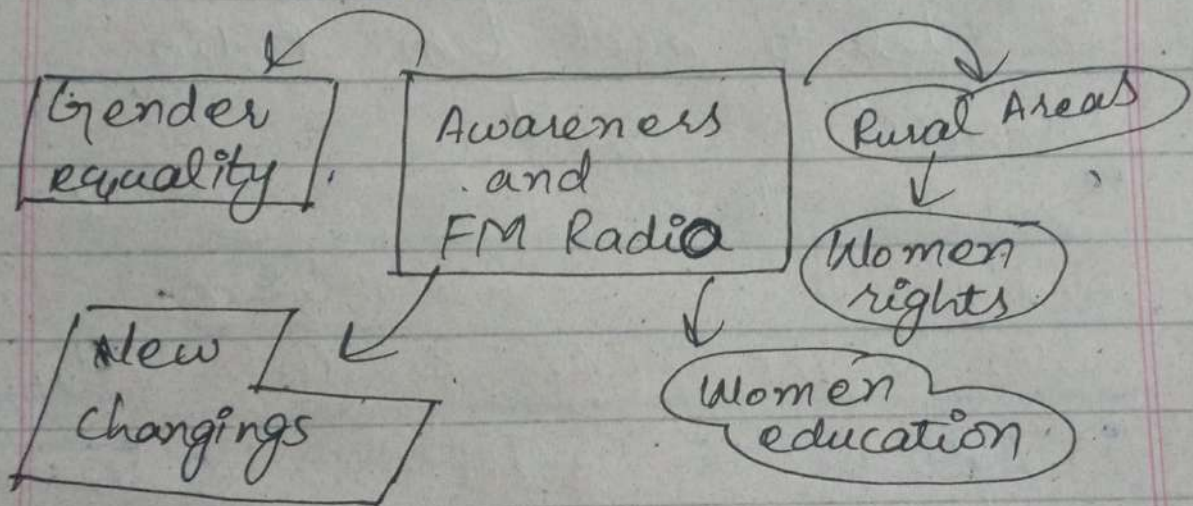 Gender
equality
Awareness
and
FM Radio
Rural Areas
Women
rights
New
Changings
Women
education